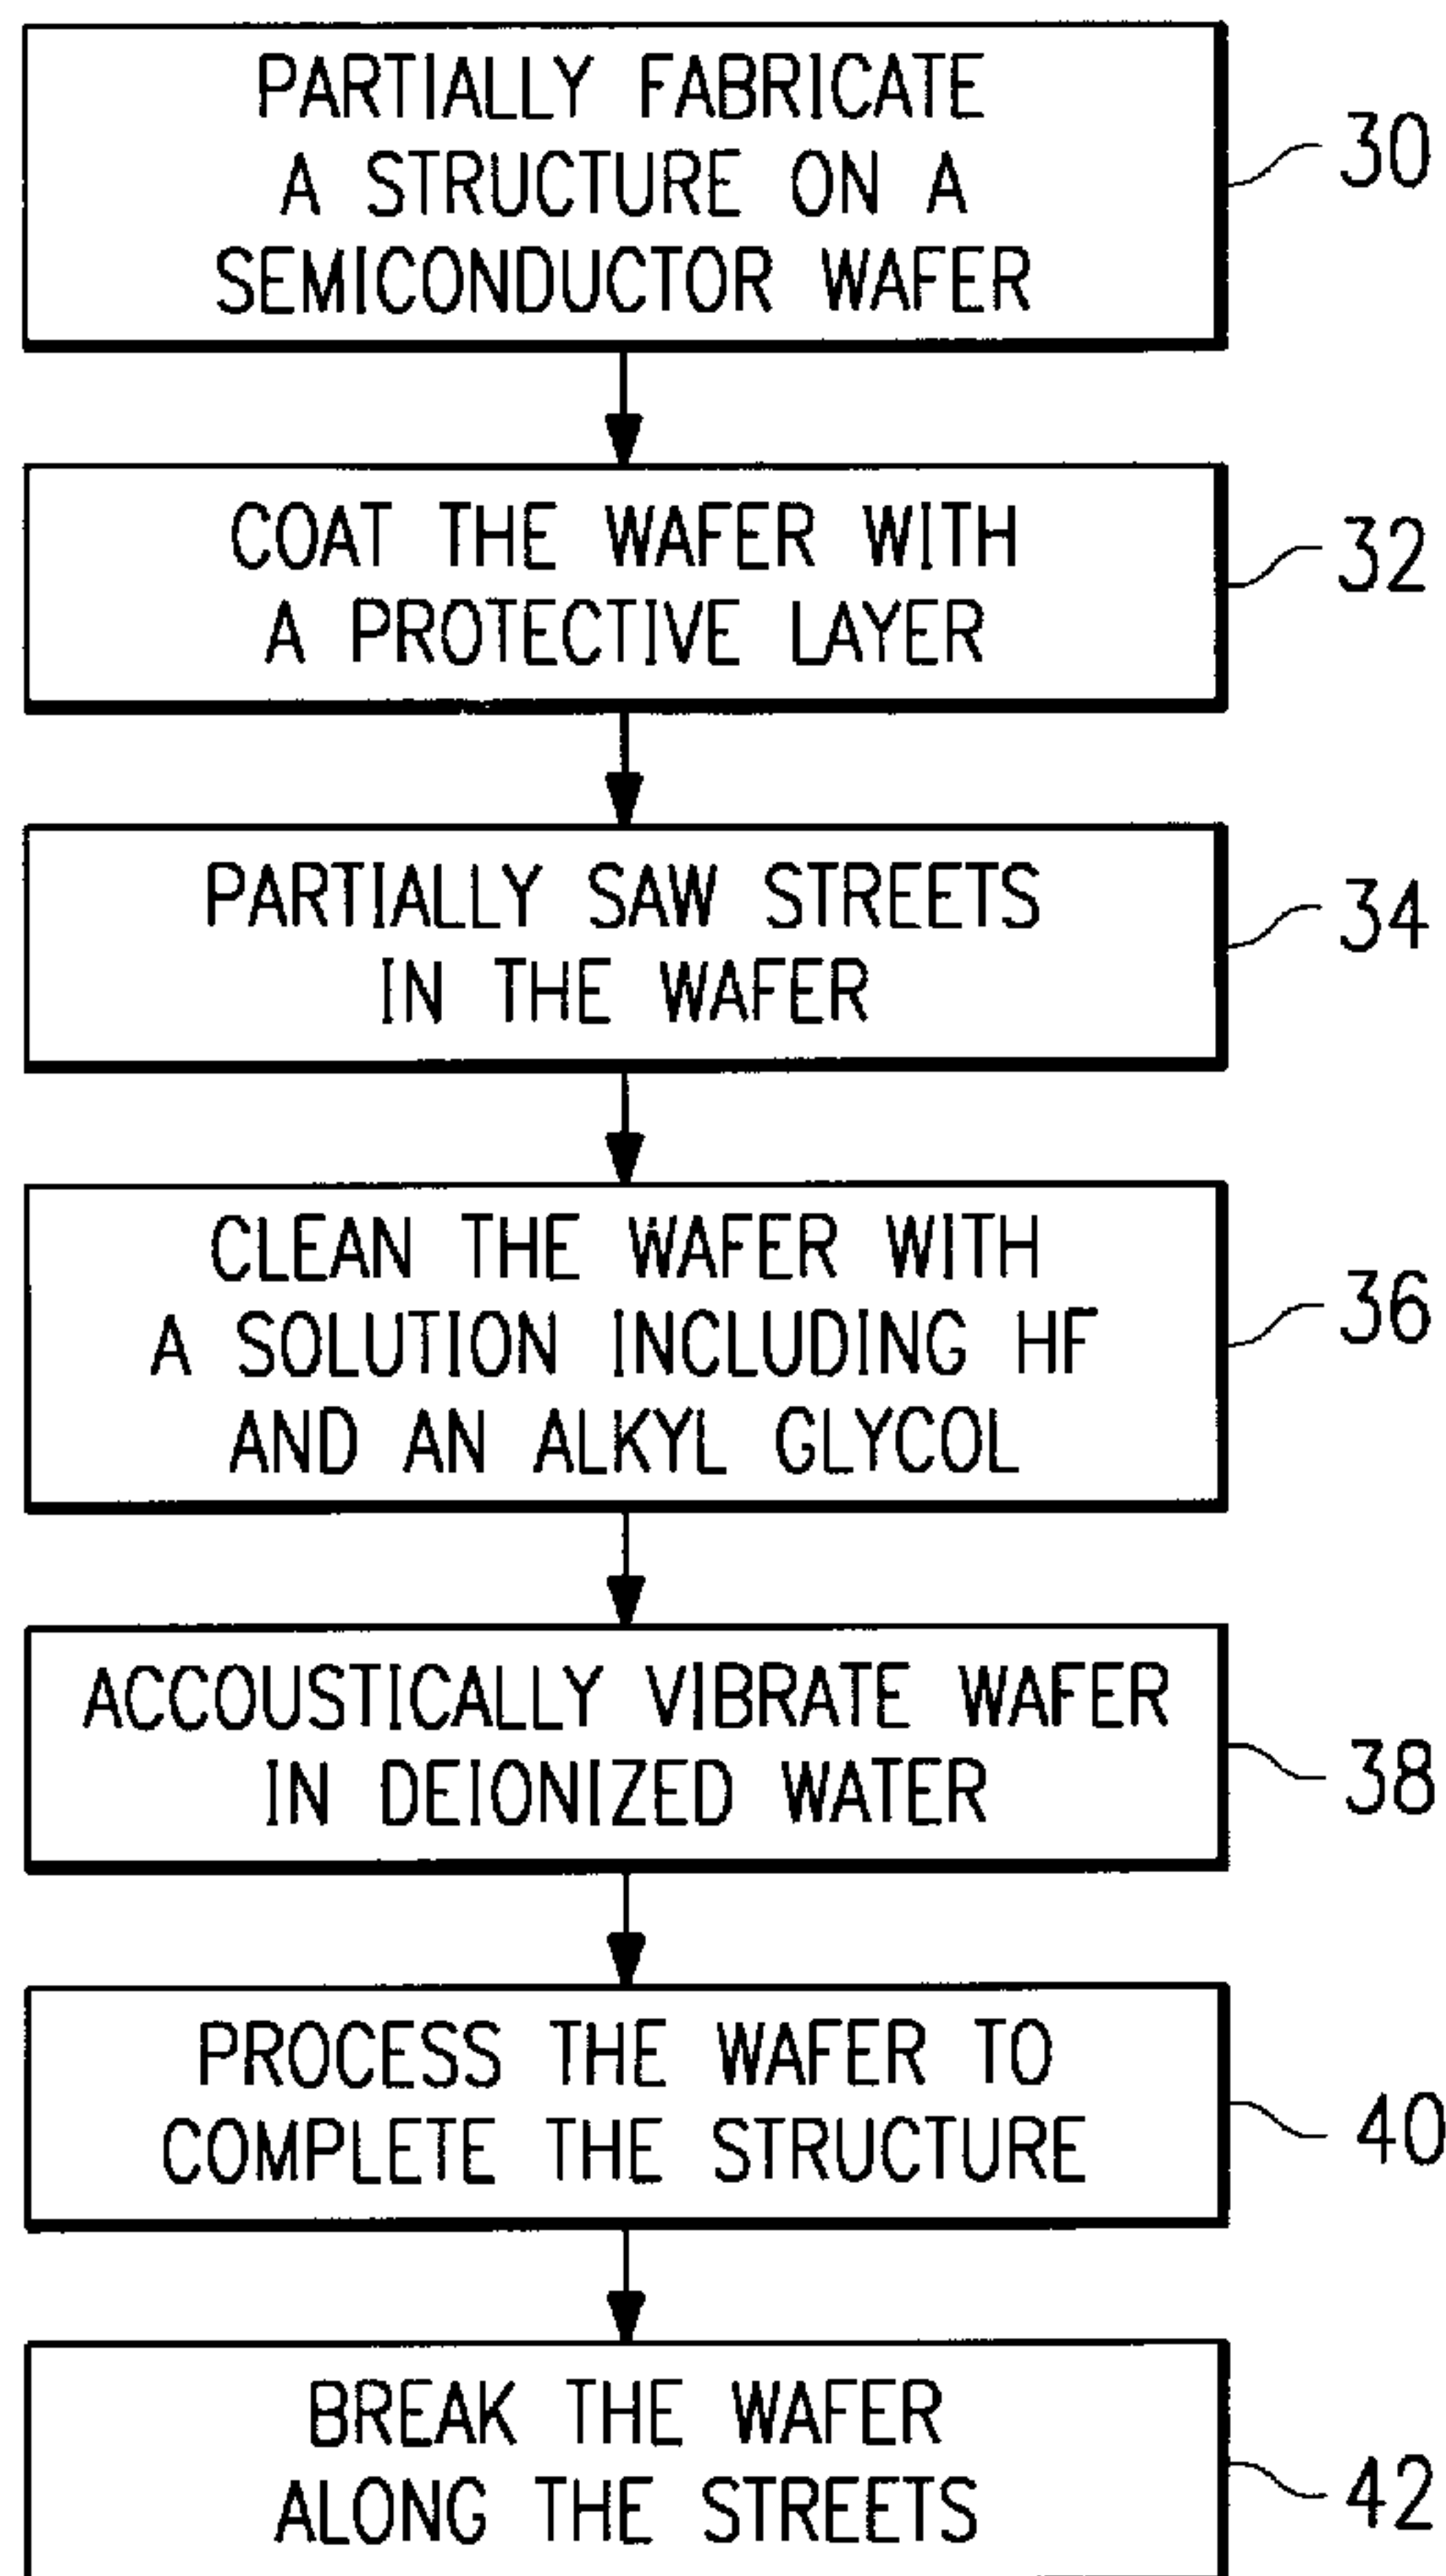 PARTIALLY FABRICATE
A STRUCTURE ON A
SEMICONDUCTOR WAFER
30
COAT THE WAFER WITH
A PROTECTIVE LAYER
32
PARTIALLY SAW STREETS
IN THE WAFER
34
CLEAN THE WAFER WITH
A SOLUTION INCLUDING HF
AND AN ALKYL GLYCOL
36
ACCOUSTICALLY VIBRATE WAFER
IN DEIONIZED WATER
38
PROCESS THE WAFER TO
COMPLETE THE STRUCTURE
40
BREAK THE WAFER
ALONG THE STREETS
42